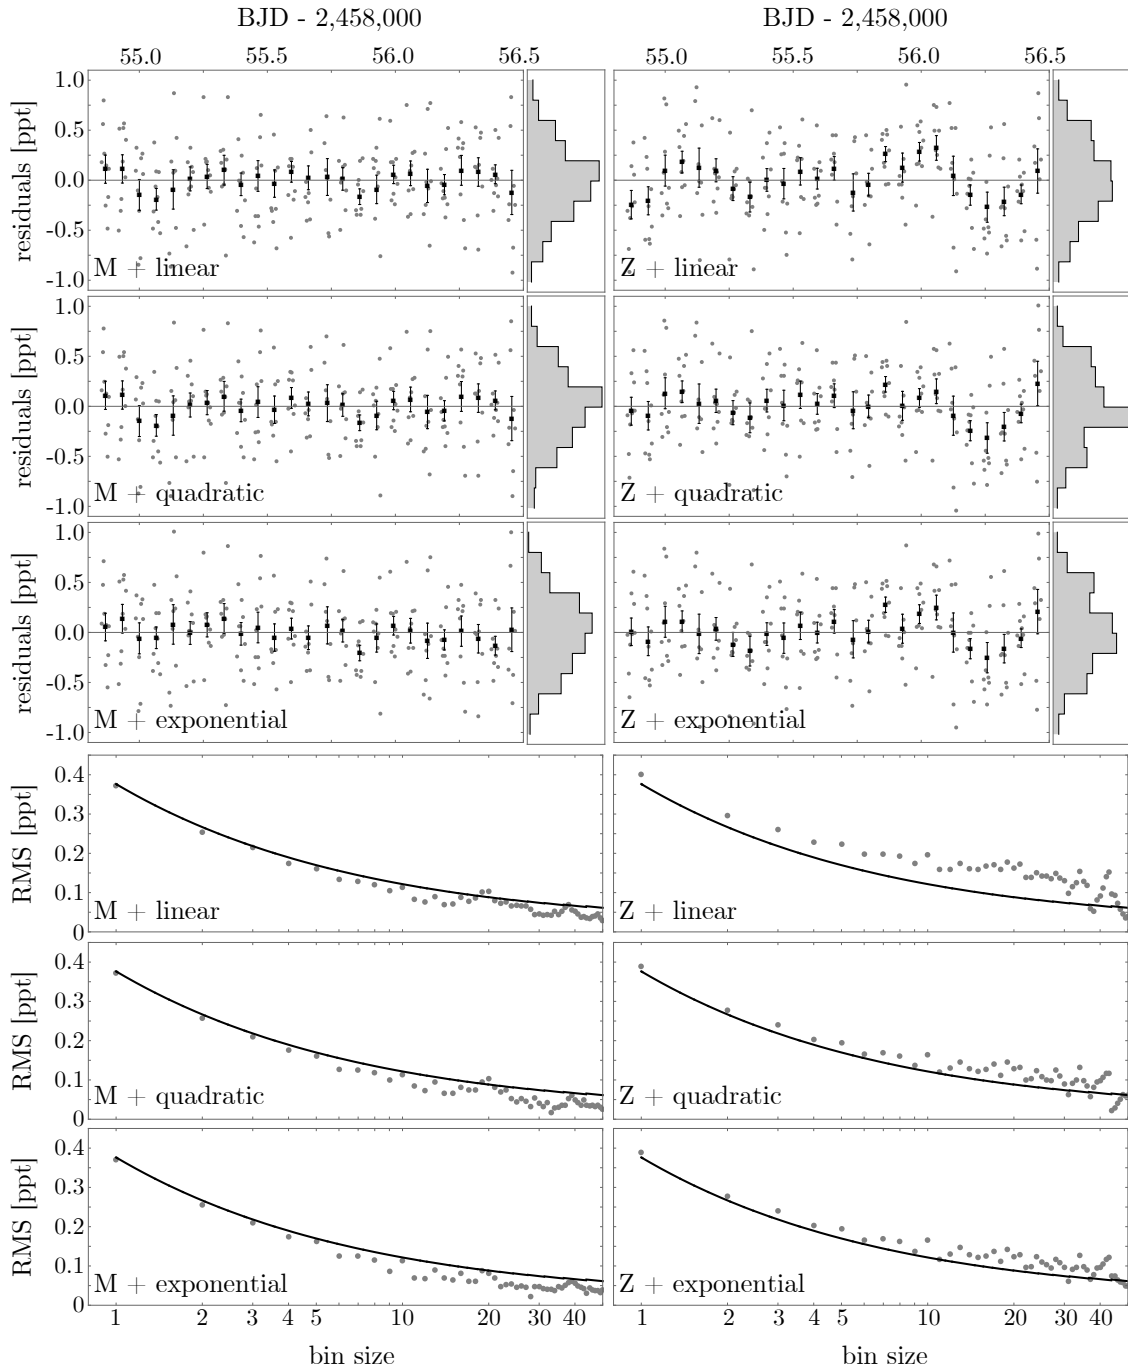 BJD - 2,458,000 BJD - 2,458,000
55.0 55.5 56.0 56.5 55.0 55.5 56.0 56.5
residuals [ppt]
1.0
0.5
0.0
-0.5
-1.0
M + linear Z + linear
residuals [ppt]
1.0
0.5
0.0
-0.5
-1.0
M + quadratic Z + quadratic
residuals [ppt]
1.0
0.5
0.0
-0.5
-1.0
M + exponential Z + exponential
RMS [ppt]
0.4
0.3
0.2
0.1
0
M + linear Z + linear
RMS [ppt]
0.4
0.3
0.2
0.1
0
M + quadratic Z + quadratic
RMS [ppt]
0.4
0.3
0.2
0.1
0
M + exponential Z + exponential
1 2 3 4 5 10 20 30 40 1 2 3 4 5 10 20 30 40
bin size bin size